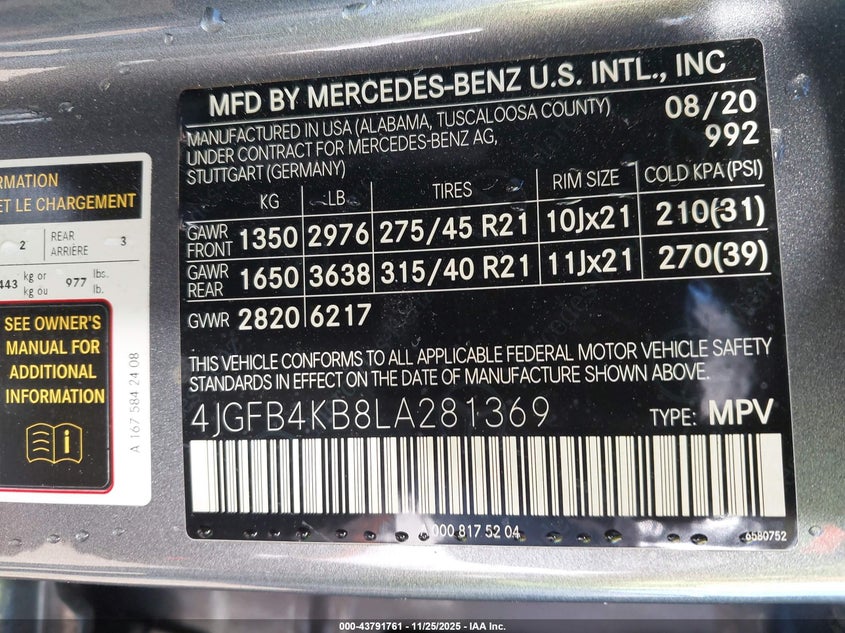 MFD BY MERCEDES-BENZ U.S. INTL., INC
MANUFACTURED IN USA (ALABAMA, TUSCALOOSA COUNTY) 08/20
UNDER CONTRACT FOR MERCEDES-BENZ AG, 992
STUTTGART (GERMANY)
KG LB TIRES RIM SIZE COLD KPA (PSI)
GAWR FRONT 1350 2976 275/45 R21 10Jx21 210(31)
GAWR REAR 1650 3638 315/40 R21 11Jx21 270(39)
GVWR 2820 6217
THIS VEHICLE CONFORMS TO ALL APPLICABLE FEDERAL MOTOR VEHICLE SAFETY
STANDARDS IN EFFECT ON THE DATE OF MANUFACTURE SHOWN ABOVE.
4JGFB4KB8LA281369 TYPE: MPV
A 000 817 52 04
6580752
ET LE CHARGEMENT
2 REAR ARRIÈRE 3
443 kg or kg ou 977 lbs. lb.
SEE OWNER'S
MANUAL FOR
ADDITIONAL
INFORMATION
A 167 584 24 08
000-43791761 | 11/25/2025 | IAA Inc.